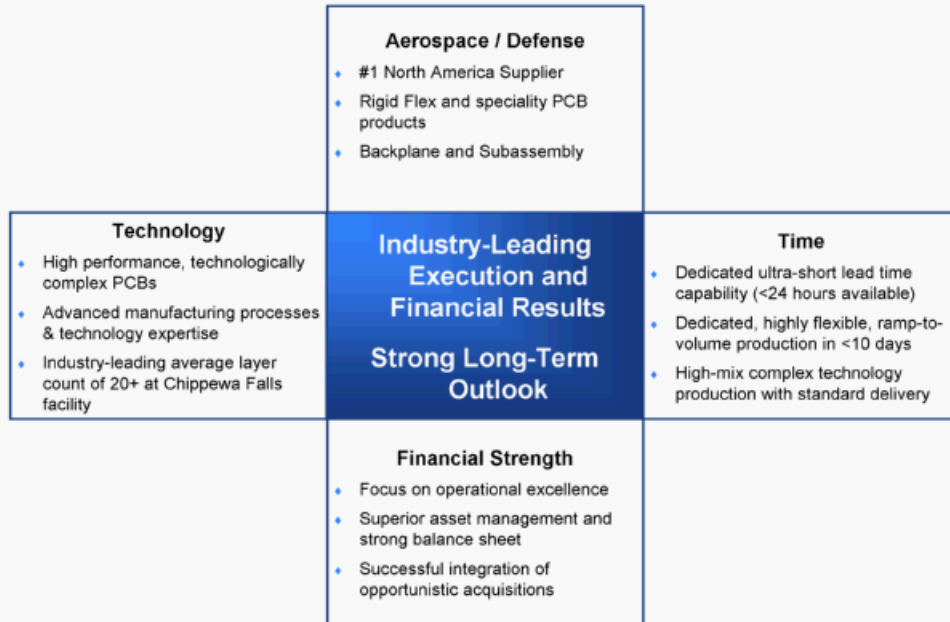 Aerospace / Defense
#1 North America Supplier
Rigid Flex and speciality PCB
products
Backplane and Subassembly
Technology
High performance, technologically
complex PCBs
Advanced manufacturing processes
& technology expertise
Industry-leading average layer
count of 20+ at Chippewa Falls
facility
Industry-Leading
Execution and
Financial Results
Strong Long-Term
Outlook
Time
Dedicated ultra-short lead time
capability (<24 hours available)
Dedicated, highly flexible, ramp-to-
volume production in <10 days
High-mix complex technology
production with standard delivery
Financial Strength
Focus on operational excellence
Superior asset management and
strong balance sheet
Successful integration of
opportunistic acquisitions